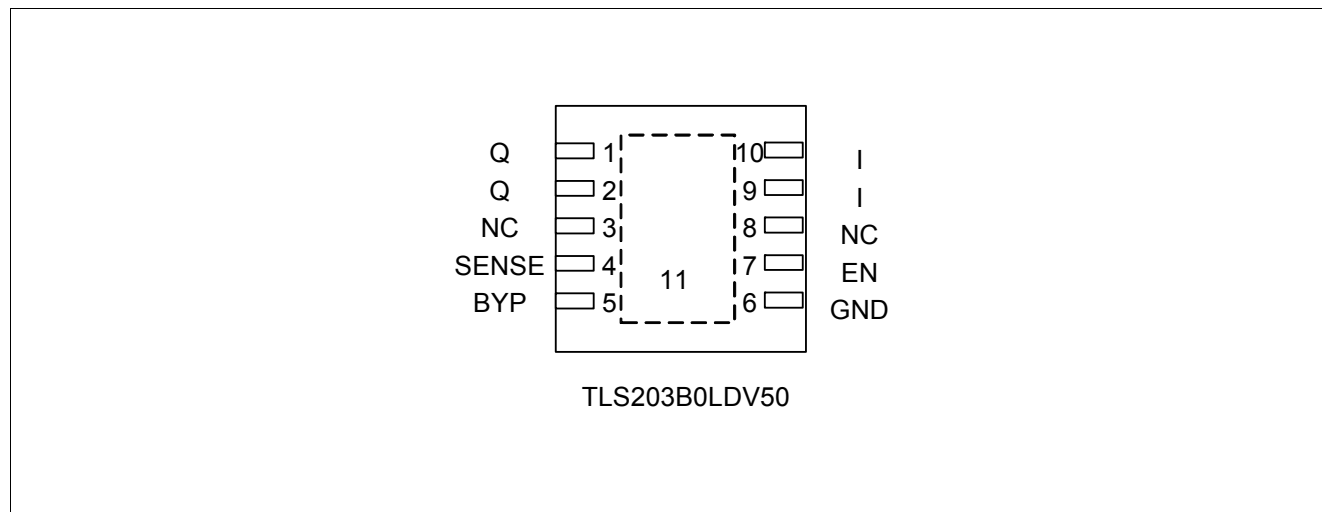 Q 1 10 I
Q 2 9 I
NC 3 8 NC
SENSE 4 7 EN
11
BYP 5 6 GND
TLS203B0LDV50